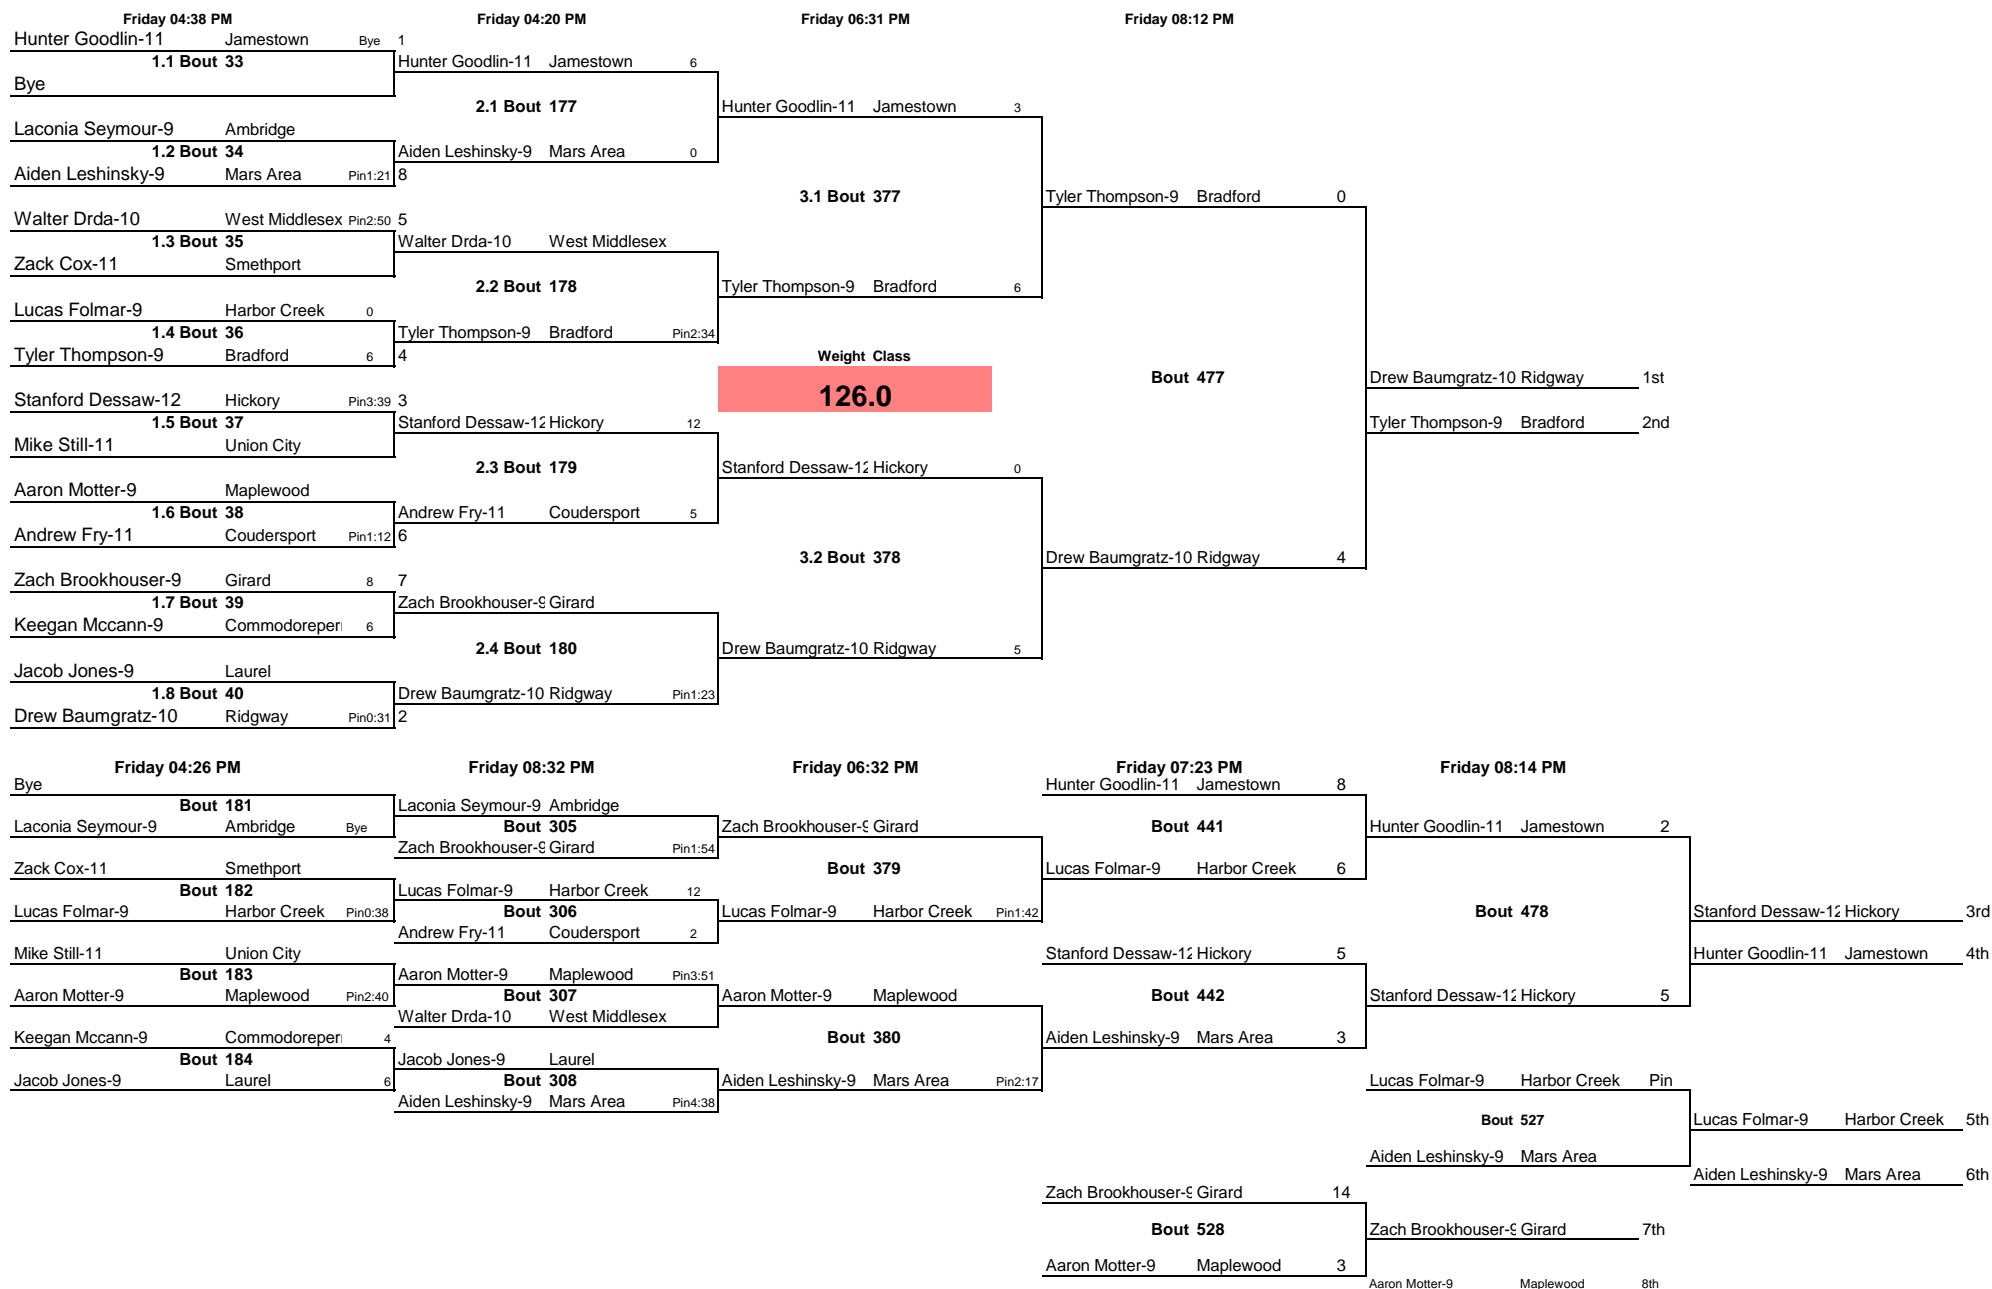 Friday 04:38 PM Friday 04:20 PM Friday 06:31 PM Friday 08:12 PM
Hunter Goodlin-11 Jamestown Bye 1
1.1 Bout 33 Hunter Goodlin-11 Jamestown 6
Bye
2.1 Bout 177 Hunter Goodlin-11 Jamestown 3
Laconia Seymour-9 Ambridge
1.2 Bout 34 Aiden Leshinsky-9 Mars Area 0
Aiden Leshinsky-9 Mars Area Pin1:21 8
3.1 Bout 377 Tyler Thompson-9 Bradford 0
Walter Drda-10 West Middlesex Pin2:50 5
1.3 Bout 35 Walter Drda-10 West Middlesex
Zack Cox-11 Smethport
2.2 Bout 178 Tyler Thompson-9 Bradford 6
Lucas Folmar-9 Harbor Creek 0
1.4 Bout 36 Tyler Thompson-9 Bradford Pin2:34
Tyler Thompson-9 Bradford 6 4 Weight Class
Bout 477 Drew Baumgratz-10 Ridgway 1st
Stanford Dessaw-12 Hickory Pin3:39 3 126.0
1.5 Bout 37 Stanford Dessaw-12 Hickory 12 Tyler Thompson-9 Bradford 2nd
Mike Still-11 Union City
2.3 Bout 179 Stanford Dessaw-12 Hickory 0
Aaron Motter-9 Maplewood
1.6 Bout 38 Andrew Fry-11 Coudersport 5
Andrew Fry-11 Coudersport Pin1:12 6
3.2 Bout 378 Drew Baumgratz-10 Ridgway 4
Zach Brookhouser-9 Girard 8 7
1.7 Bout 39 Zach Brookhouser-9 Girard
Keegan Mccann-9 Commodoreper 6
2.4 Bout 180 Drew Baumgratz-10 Ridgway 5
Jacob Jones-9 Laurel
1.8 Bout 40 Drew Baumgratz-10 Ridgway Pin1:23
Drew Baumgratz-10 Ridgway Pin0:31 2
Friday 04:26 PM Friday 08:32 PM Friday 06:32 PM Friday 07:23 PM Friday 08:14 PM
Bye Hunter Goodlin-11 Jamestown 8
Bout 181 Laconia Seymour-9 Ambridge
Laconia Seymour-9 Ambridge Bye Bout 305 Zach Brookhouser-9 Girard Bout 441 Hunter Goodlin-11 Jamestown 2
Zach Brookhouser-9 Girard Pin1:54
Zack Cox-11 Smethport Bout 379 Lucas Folmar-9 Harbor Creek 6
Bout 182 Lucas Folmar-9 Harbor Creek 12
Lucas Folmar-9 Harbor Creek Pin0:38 Bout 306 Lucas Folmar-9 Harbor Creek Pin1:42 Bout 478 Stanford Dessaw-12 Hickory 3rd
Andrew Fry-11 Coudersport 2
Mike Still-11 Union City Stanford Dessaw-12 Hickory 5 Hunter Goodlin-11 Jamestown 4th
Bout 183 Aaron Motter-9 Maplewood Pin3:51
Aaron Motter-9 Maplewood Pin2:40 Bout 307 Aaron Motter-9 Maplewood Bout 442 Stanford Dessaw-12 Hickory 5
Walter Drda-10 West Middlesex
Keegan Mccann-9 Commodoreper 4 Bout 380 Aiden Leshinsky-9 Mars Area 3
Bout 184 Jacob Jones-9 Laurel
Jacob Jones-9 Laurel 6 Bout 308 Aiden Leshinsky-9 Mars Area Pin2:17 Lucas Folmar-9 Harbor Creek Pin
Aiden Leshinsky-9 Mars Area Pin4:38
Bout 527 Lucas Folmar-9 Harbor Creek 5th
Aiden Leshinsky-9 Mars Area
Aiden Leshinsky-9 Mars Area 6th
Zach Brookhouser-9 Girard 14
Bout 528 Zach Brookhouser-9 Girard 7th
Aaron Motter-9 Maplewood 3
Aaron Motter-9 Maplewood 8th